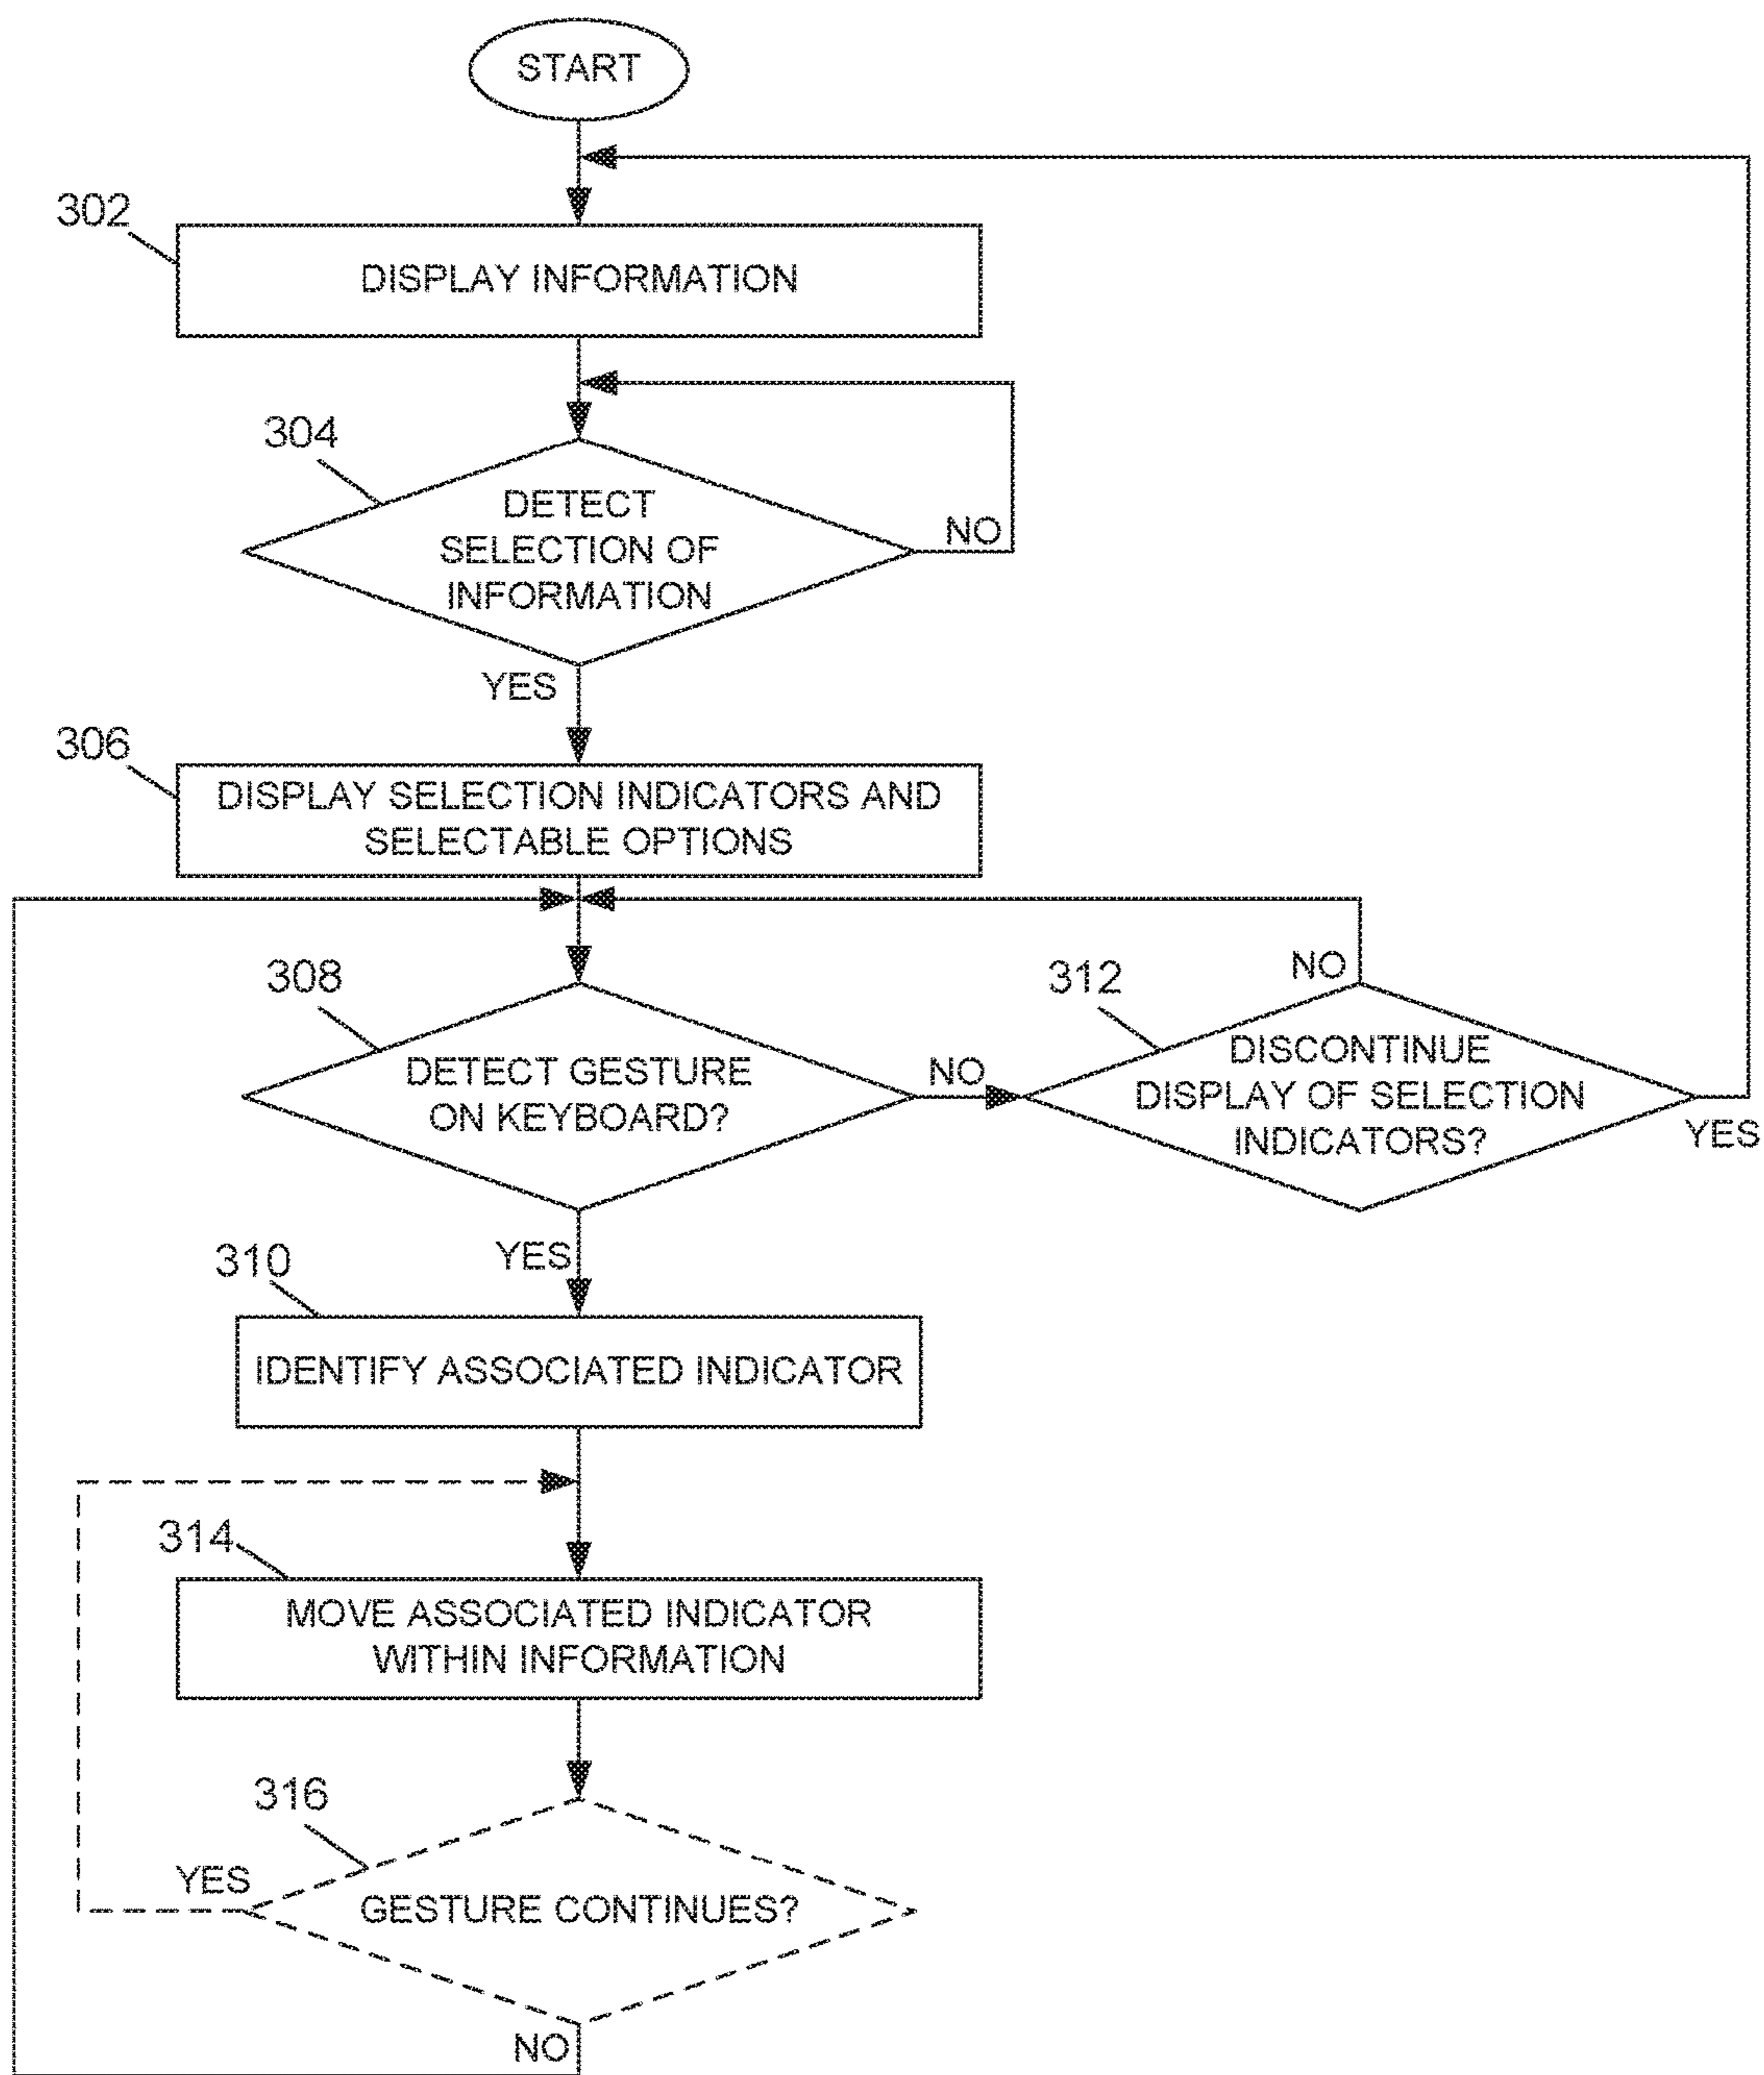 START
302
DISPLAY INFORMATION
304
DETECT
SELECTION OF
INFORMATION
NO
YES
306
DISPLAY SELECTION INDICATORS AND
SELECTABLE OPTIONS
308
DETECT GESTURE
ON KEYBOARD?
NO
312
NO
DISCONTINUE
DISPLAY OF SELECTION
INDICATORS?
YES
YES
310
IDENTIFY ASSOCIATED INDICATOR
314
MOVE ASSOCIATED INDICATOR
WITHIN INFORMATION
316
YES
GESTURE CONTINUES?
NO